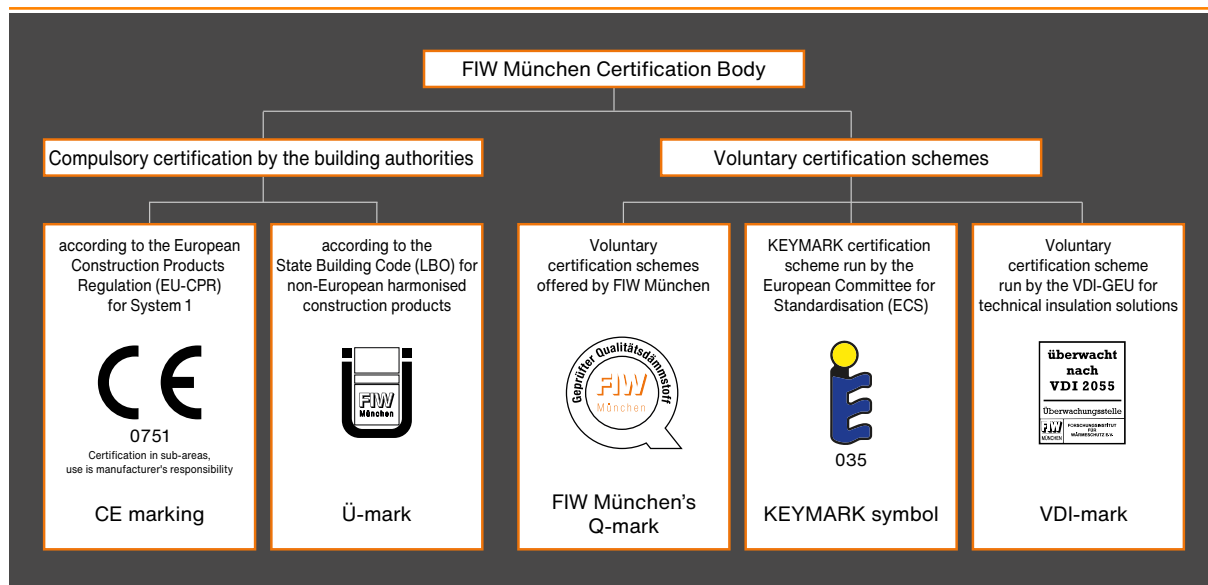 FIW München Certification Body
Compulsory certification by the building authorities
Voluntary certification schemes
according to the European
Construction Products
Regulation (EU-CPR)
for System 1
CE
0751
Certification in sub-areas,
use is manufacturer's responsibility
CE marking
according to the
State Building Code (LBO) for
non-European harmonised
construction products
FIW
München
Ü-mark
Voluntary
certification schemes
offered by FIW München
Geprüfter Qualitätsdämmstoff
FIW
München
FIW München's
Q-mark
KEYMARK certification
scheme run by the
European Committee for
Standardisation (ECS)
035
KEYMARK symbol
Voluntary
certification scheme
run by the VDI-GEU for
technical insulation solutions
überwacht
nach
VDI 2055
Überwachungsstelle
FIW
MÜNCHEN
FORSCHUNGSINSTITUT
FÜR
WÄRMESCHUTZ E.V.
VDI-mark